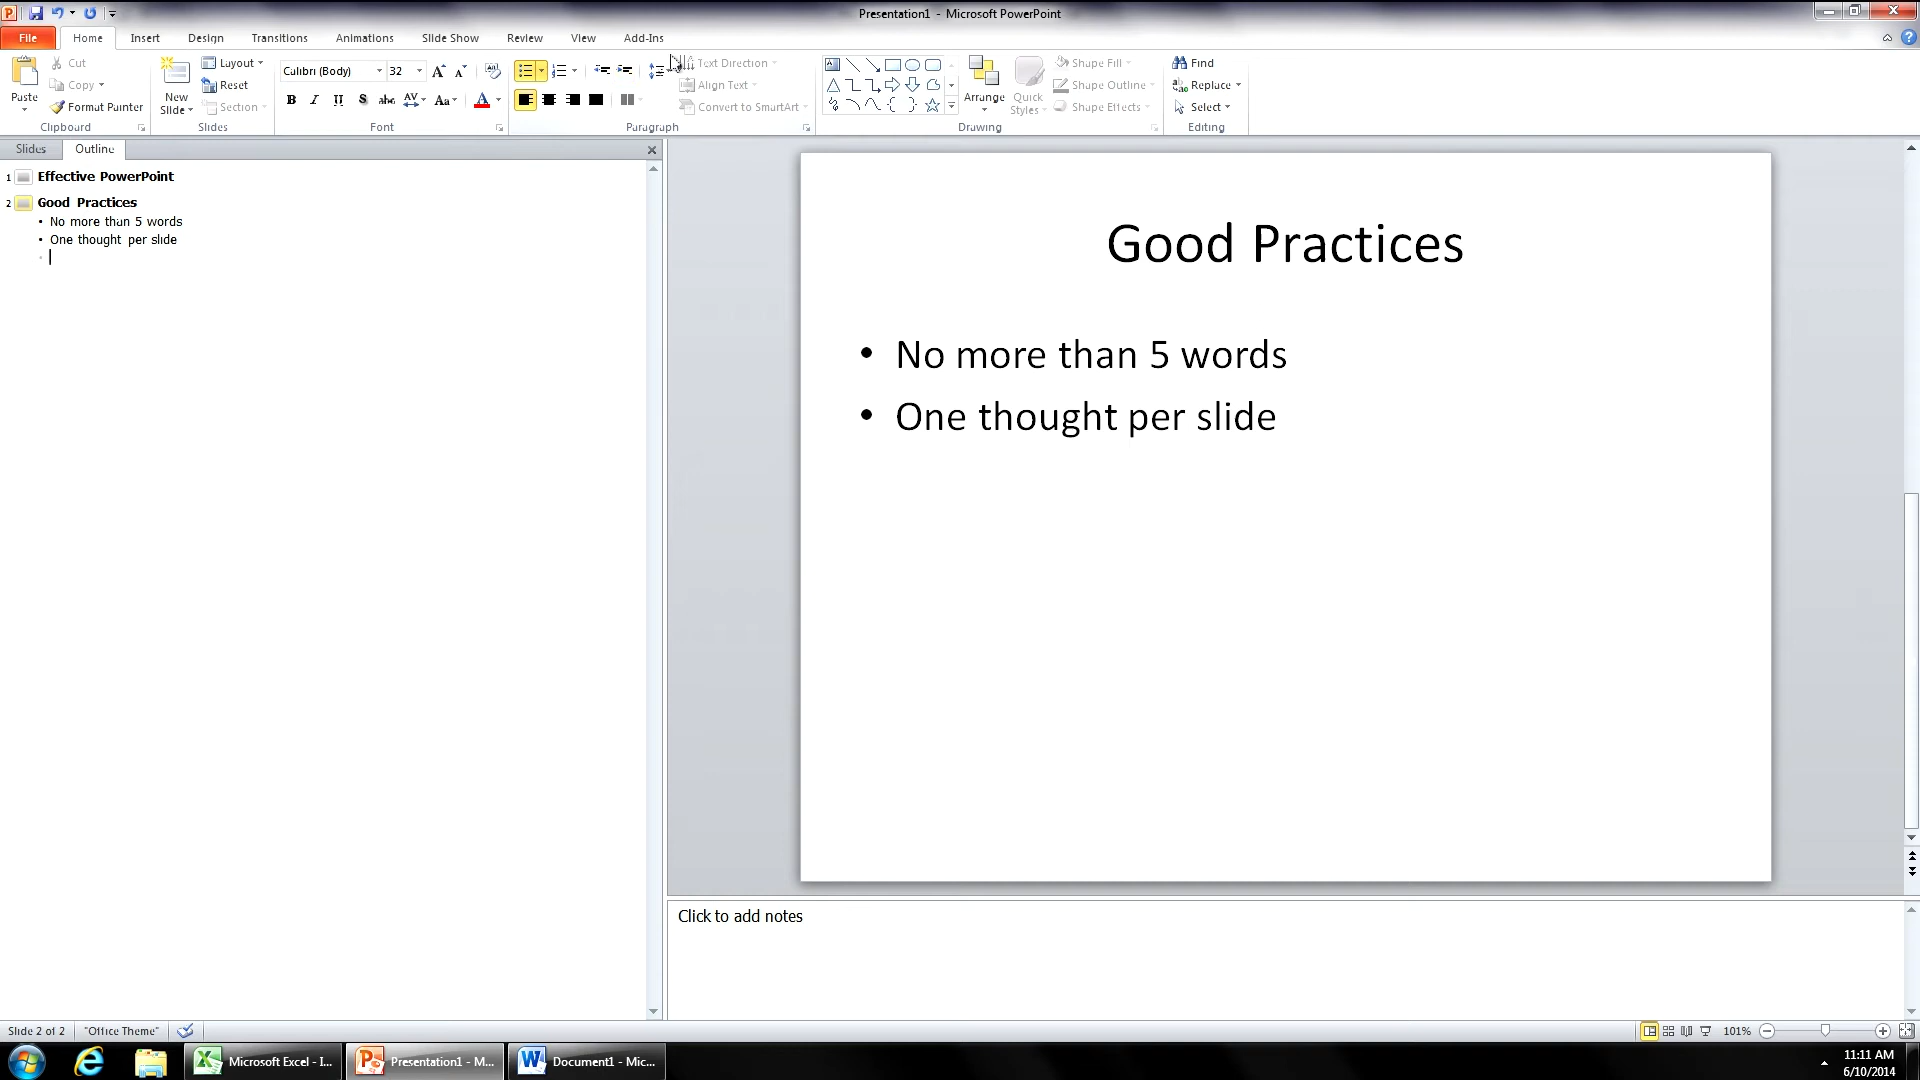 Presentation1 - Microsoft PowerPoint
File Home Insert Design Transitions Animations Slide Show Review View Add-Ins
Paste
Cut
Copy
Format Painter
Clipboard
New Slide
Layout
Reset
Section
Slides
Calibri (Body) 32
B I U S abc AV Aa A
Font
Paragraph
Text Direction
Align Text
Convert to SmartArt
Arrange
Quick Styles
Shape Fill
Shape Outline
Shape Effects
Drawing
Find
Replace
Select
Editing
Slides Outline
1 Effective PowerPoint
2 Good Practices
• No more than 5 words
• One thought per slide
Good Practices
• No more than 5 words
• One thought per slide
Click to add notes
Slide 2 of 2 "Office Theme" 101%
Microsoft Excel - I... Presentation1 - M... Document1 - Mic...
11:11 AM
6/10/2014